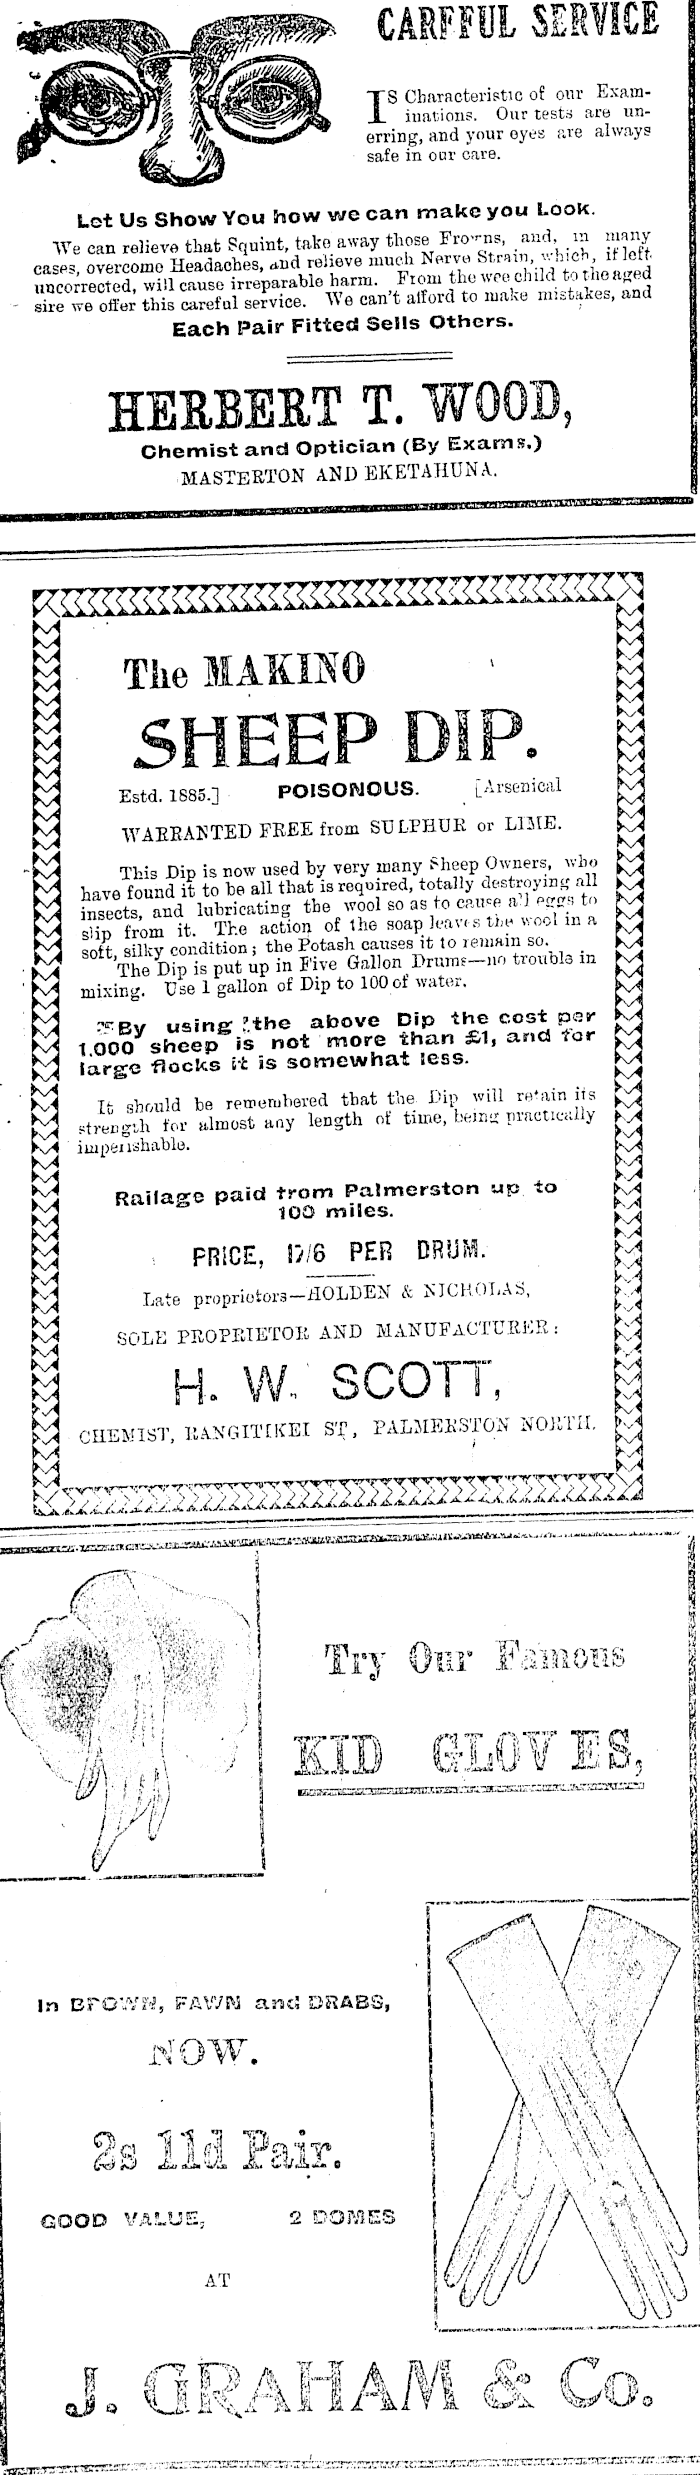 CAREFUL SERVICE
IS Characteristic of our Exam-
inations. Our tests are un-
erring, and your eyes are always
safe in our care.
Let Us Show You how we can make you Look.
We can relieve that Squint, take away those Frowns, and, in many
cases, overcome Headaches, and relieve much Nerve Strain, which, if left
uncorrected, will cause irreparable harm. From the wee child to the aged
sire we offer this careful service. We can't afford to make mistakes, and
Each Pair Fitted Sells Others.
HERBERT T. WOOD,
Chemist and Optician (By Exams.)
MASTERTON AND EKETAHUNA.
The MAKINO
SHEEP DIP.
Estd. 1885.] POISONOUS. [Arsenical
WARRANTED FREE from SULPHUR or LIME.
This Dip is now used by very many Sheep Owners, who
have found it to be all that is required, totally destroying all
insects, and lubricating the wool so as to cause all eggs to
slip from it. The action of the soap leaves the wool in a
soft, silky condition; the Potash causes it to remain so.
The Dip is put up in Five Gallon Drums—no trouble in
mixing. Use 1 gallon of Dip to 100 of water.
By using the above Dip the cost per
1,000 sheep is not more than £1, and for
large flocks it is somewhat less.
It should be remembered that the Dip will retain its
strength for almost any length of time, being practically
imperishable.
Railage paid from Palmerston up to
100 miles.
PRICE, 17/6 PER DRUM.
Late proprietors—HOLDEN & NICHOLAS,
SOLE PROPRIETOR AND MANUFACTURER:
H. W. SCOTT,
CHEMIST, RANGITIKEI ST, PALMERSTON NORTH.
Try Our Famous
KID GLOVES,
In BROWN, FAWN and DRABS,
NOW.
2s 11d Pair.
GOOD VALUE, 2 DOMES
AT
J. GRAHAM & Co.